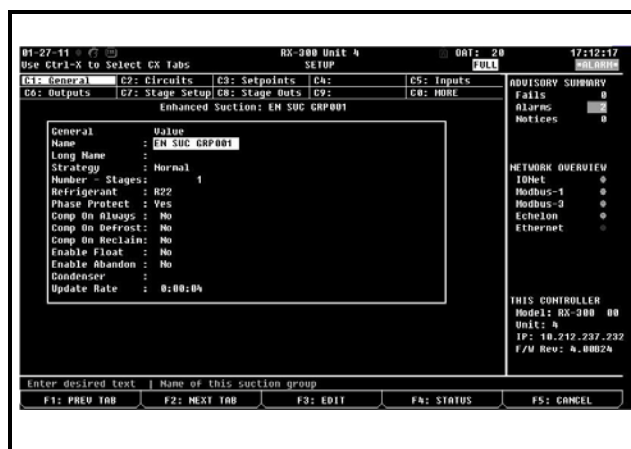 01-27-11 RX-300 Unit 4 OAT: 20 17:12:17
Use Ctrl-X to Select CX Tabs SETUP FULL *ALARM*
C1: General C2: Circuits C3: Setpoints C4: C5: Inputs
C6: Outputs C7: Stage Setup C8: Stage Outs C9: C0: MORE
Enhanced Suction: EN SUC GRP001
General Value
Name : EN SUC GRP001
Long Name :
Strategy : Normal
Number - Stages: 1
Refrigerant : R22
Phase Protect : Yes
Comp On Always : No
Comp On Defrost: No
Comp On Reclaim: No
Enable Float : No
Enable Abandon : No
Condenser :
Update Rate : 0:00:04
ADVISORY SUMMARY
Fails 0
Alarms 2
Notices 0
NETWORK OVERVIEW
IONet
Modbus-1
Modbus-3
Echelon
Ethernet
THIS CONTROLLER
Model: RX-300 00
Unit: 4
IP: 10.212.237.232
F/W Rev: 4.00B24
Enter desired text | Name of this suction group
F1: PREV TAB F2: NEXT TAB F3: EDIT F4: STATUS F5: CANCEL